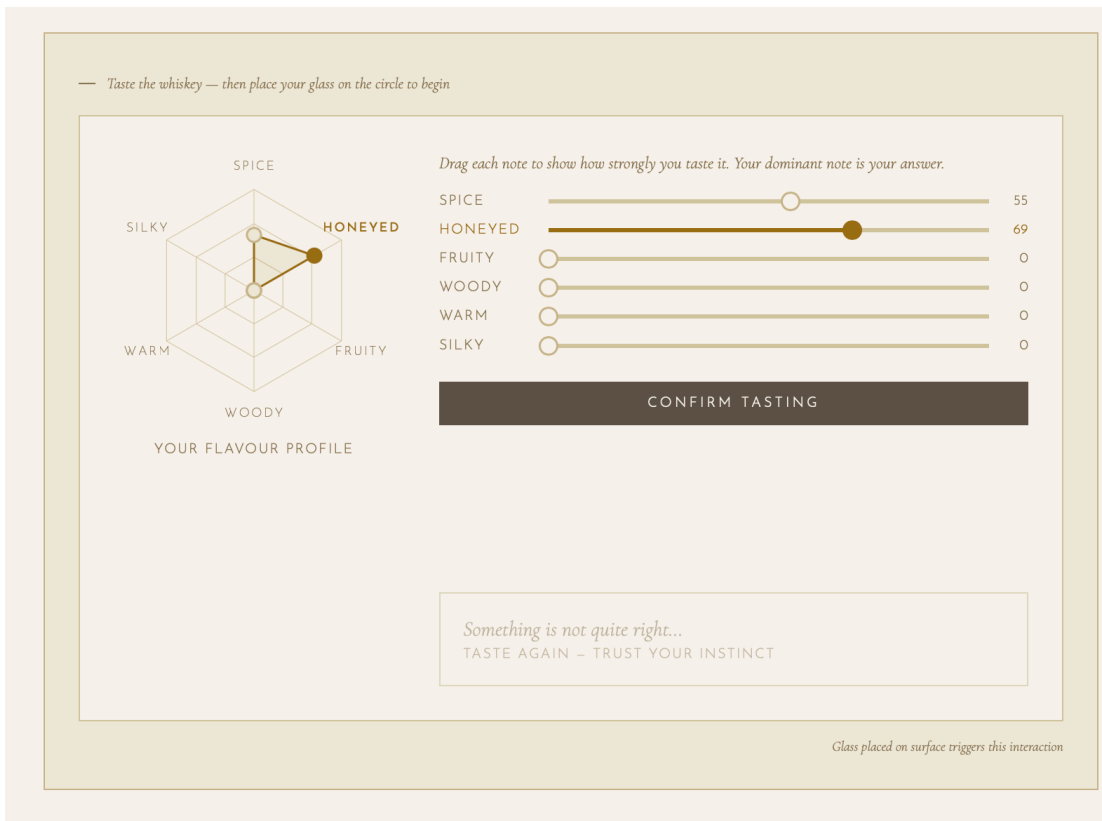 — Taste the whiskey — then place your glass on the circle to begin
SPICE
SILKY
HONEYED
WARM
FRUITY
WOODY
YOUR FLAVOUR PROFILE
Drag each note to show how strongly you taste it. Your dominant note is your answer.
SPICE 55
HONEYED 69
FRUITY 0
WOODY 0
WARM 0
SILKY 0
CONFIRM TASTING
Something is not quite right...
TASTE AGAIN – TRUST YOUR INSTINCT
Glass placed on surface triggers this interaction